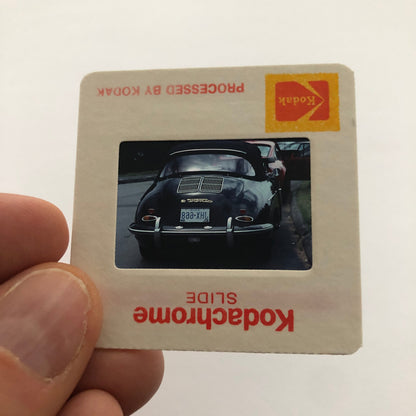 Kodachrome
SLIDE
Kodak
PROCESSED BY KODAK